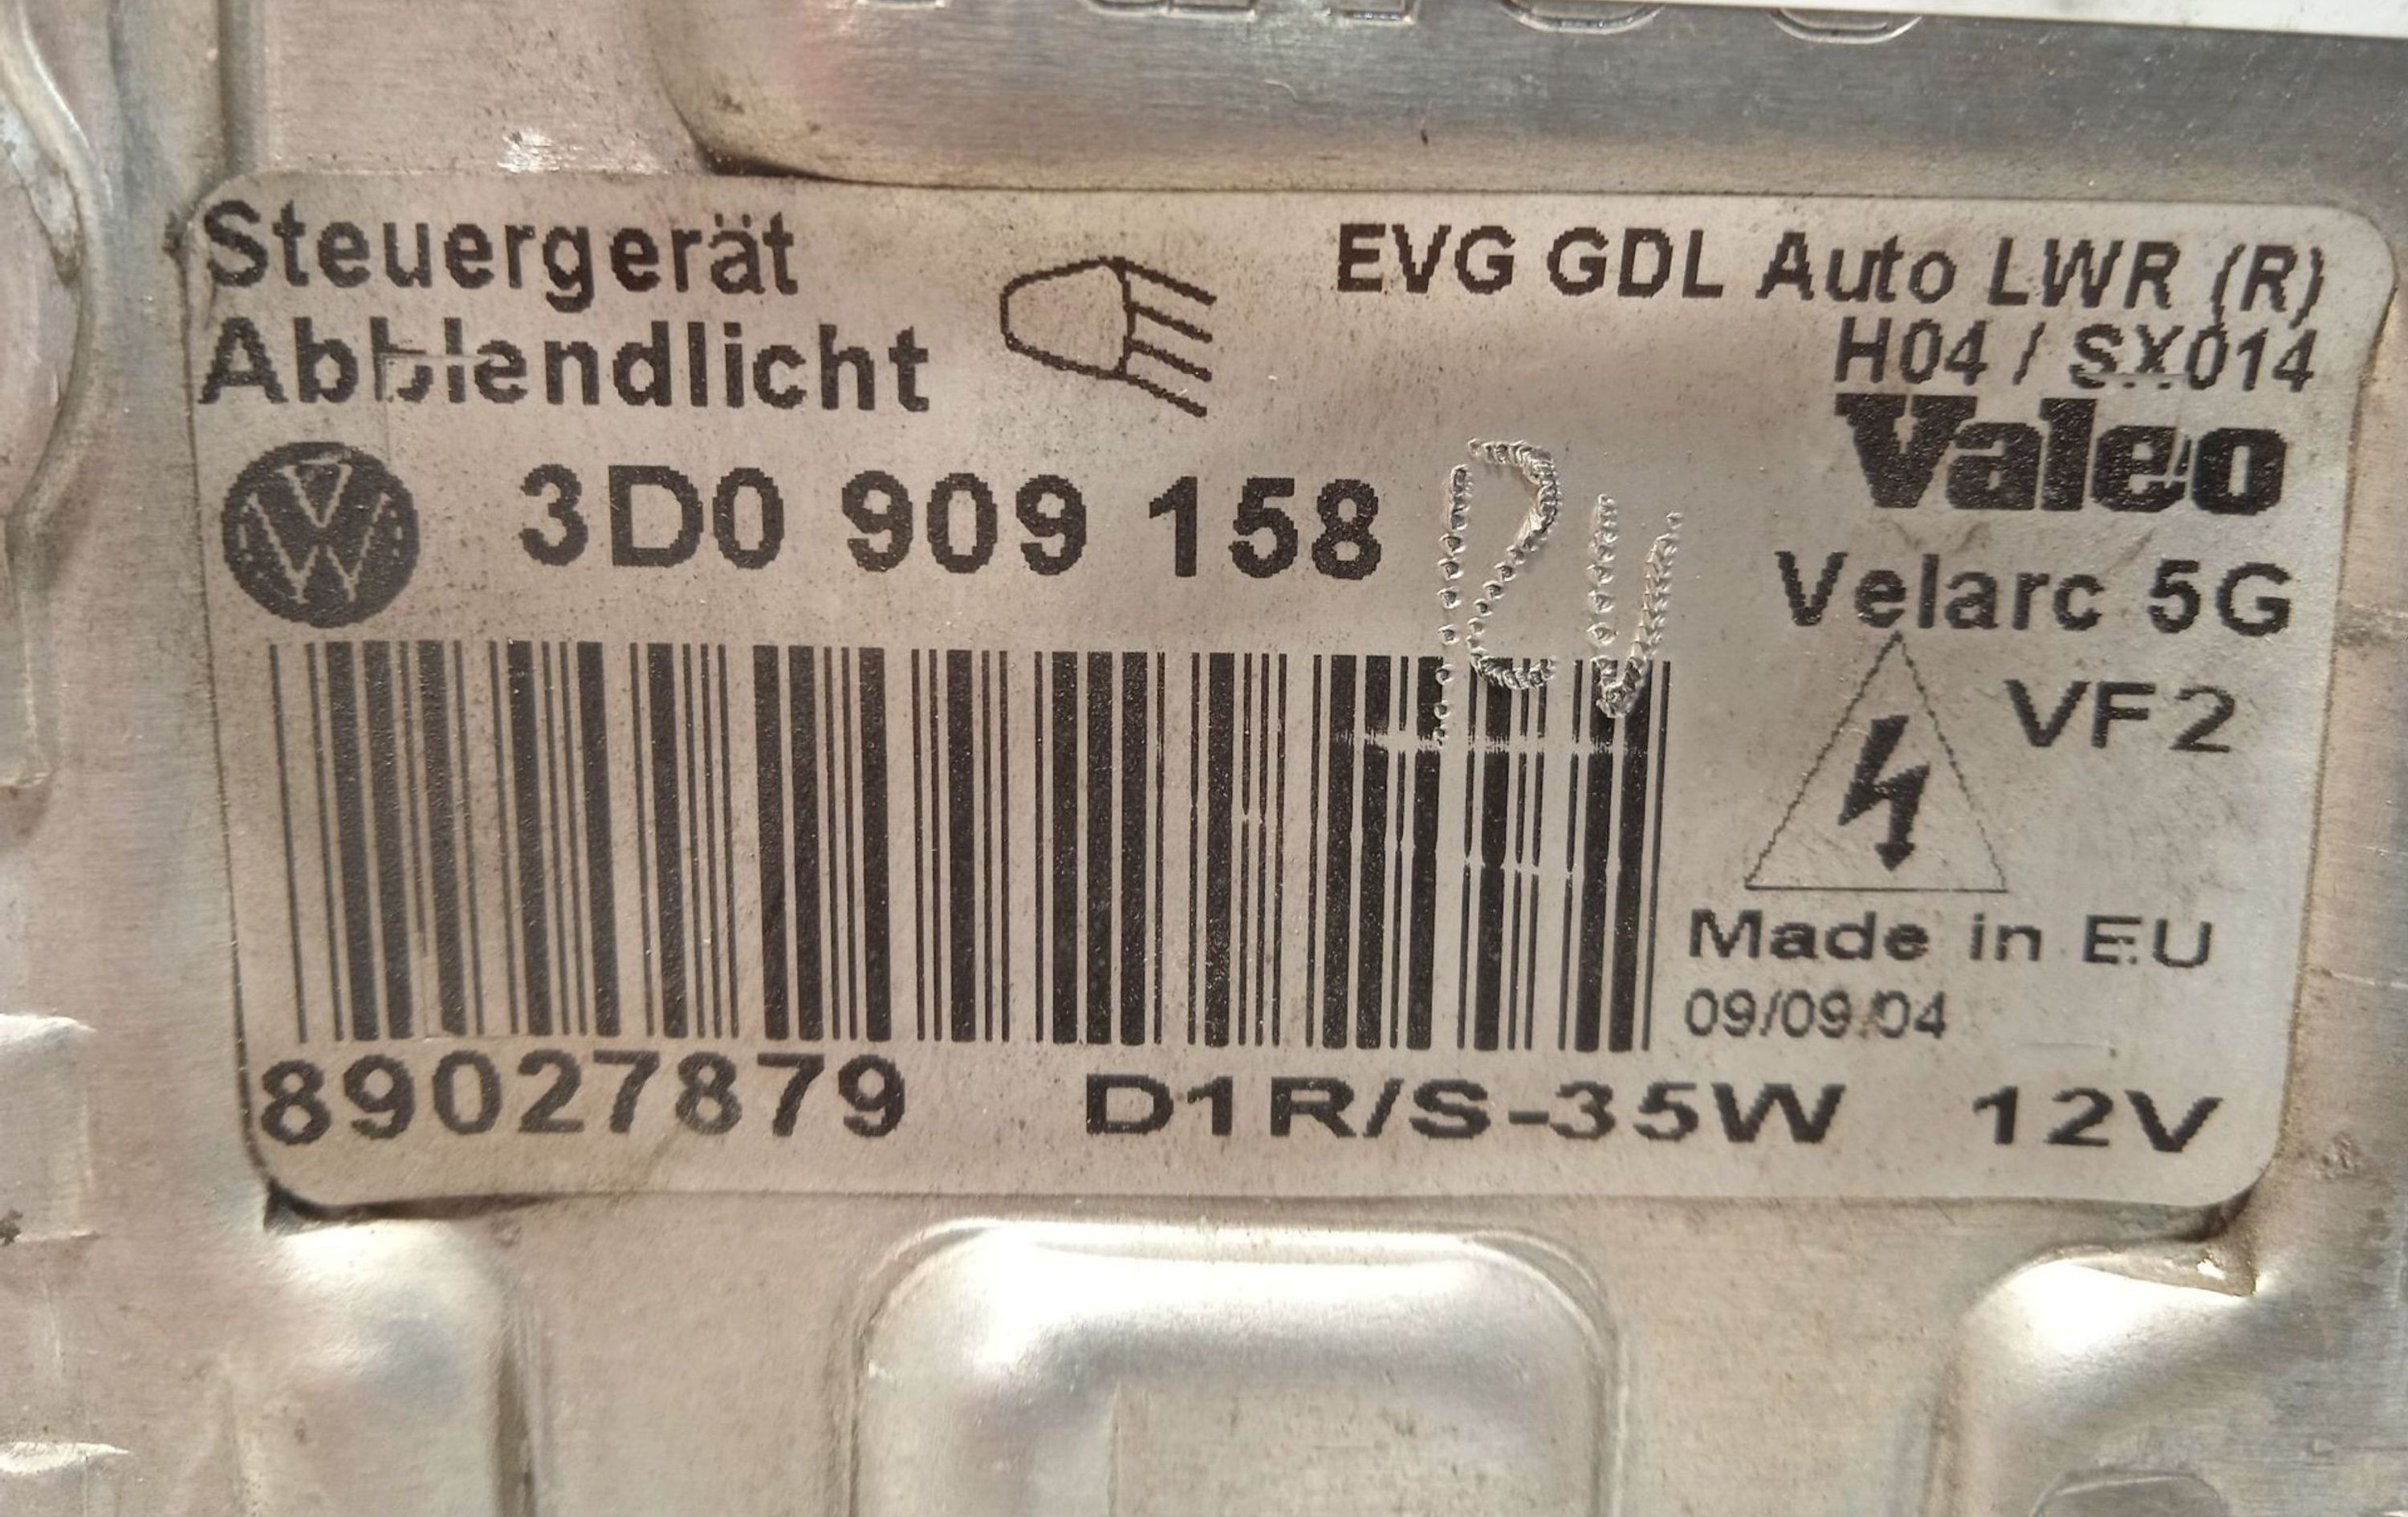 Steuergerät
Abblendlicht
EVG GDL Auto LWR (R)
H04 / SX014
Valeo
3D0 909 158
Velarc 5G
VF2
Made in EU
09/09/04
89027879 D1R/S-35W 12V